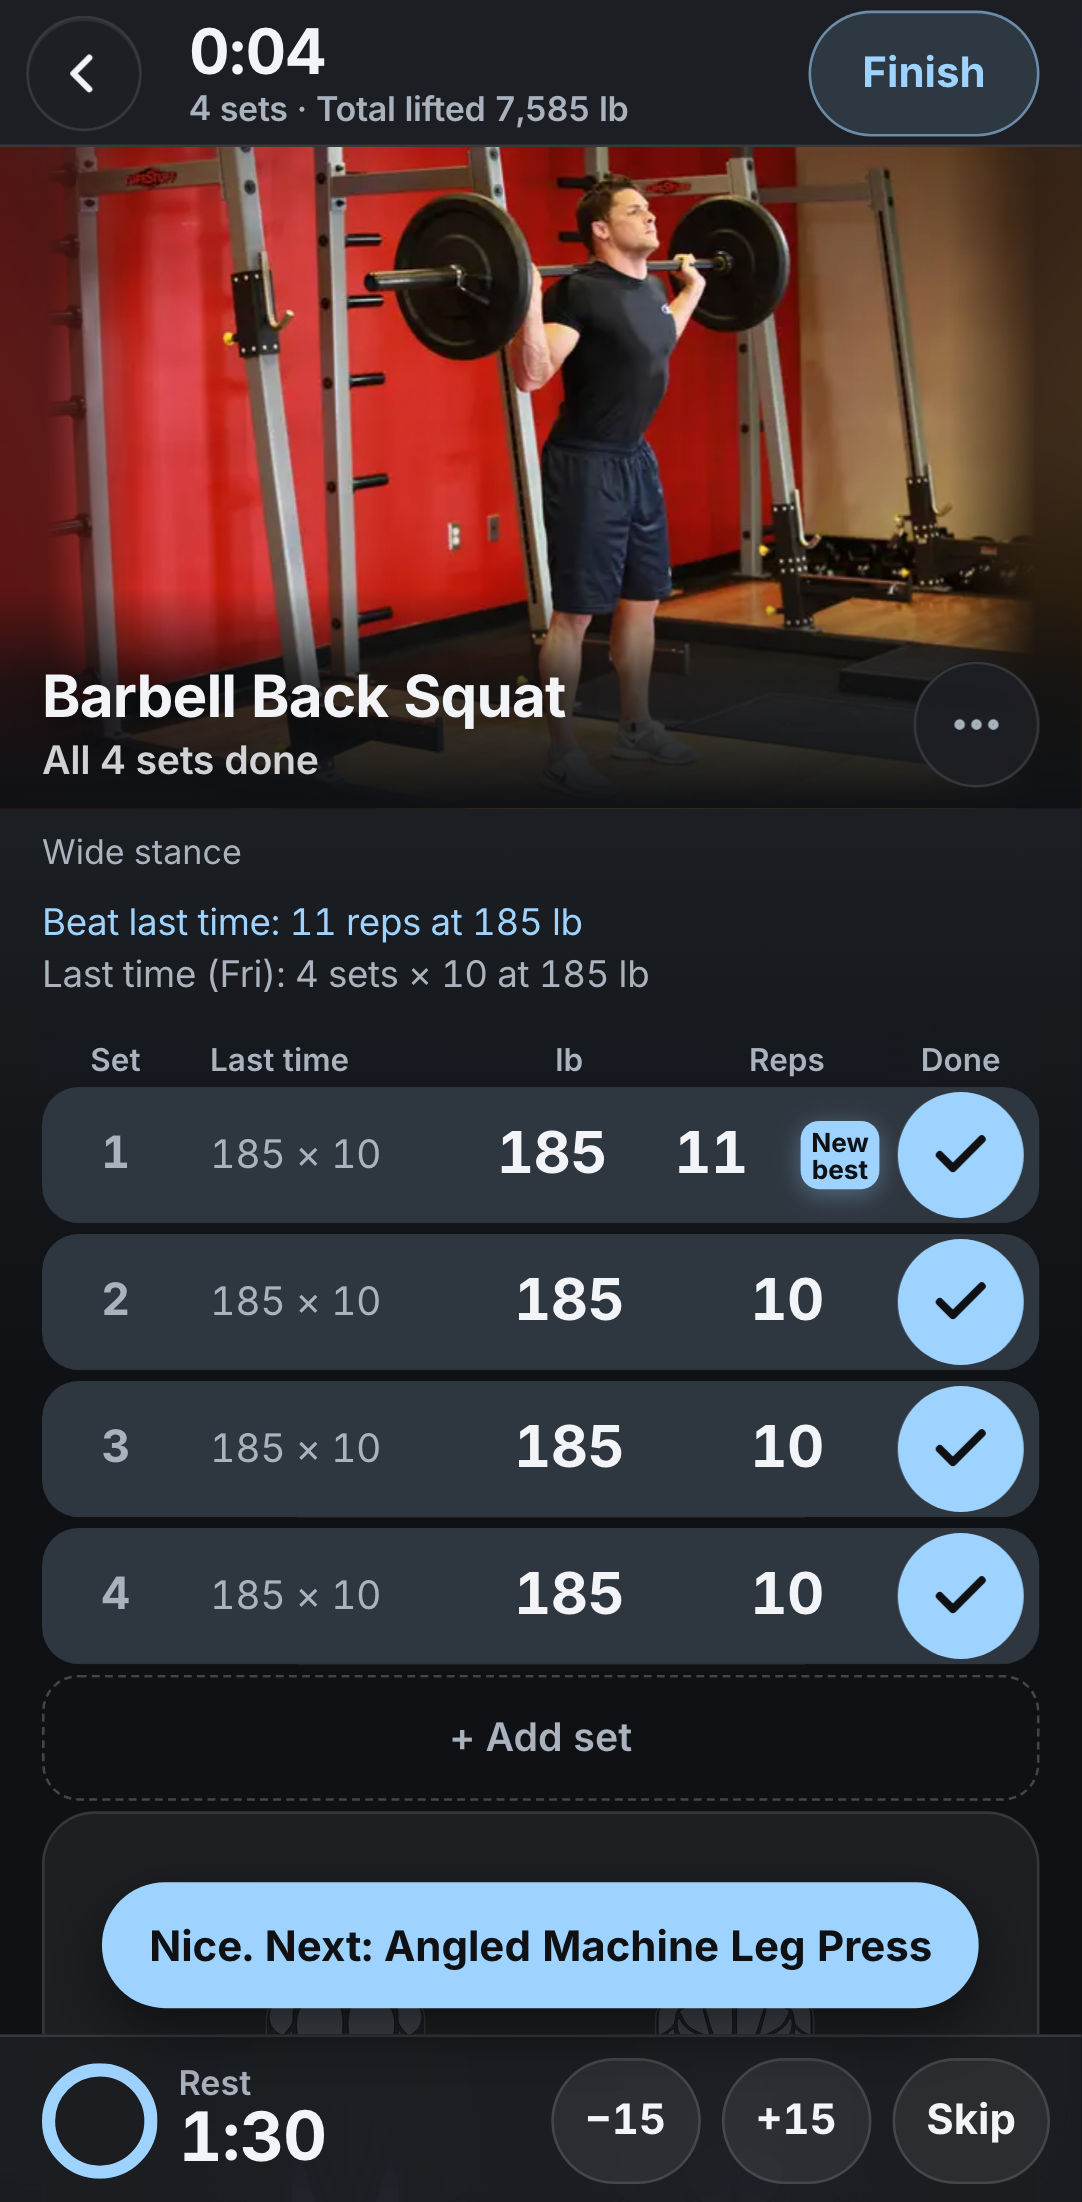 0:04
4 sets · Total lifted 7,585 lb
Finish
Barbell Back Squat
All 4 sets done
Wide stance
Beat last time: 11 reps at 185 lb
Last time (Fri): 4 sets × 10 at 185 lb
Set Last time lb Reps Done
1 185 × 10 185 11 New best
2 185 × 10 185 10
3 185 × 10 185 10
4 185 × 10 185 10
+ Add set
Nice. Next: Angled Machine Leg Press
Rest
1:30
−15 +15 Skip